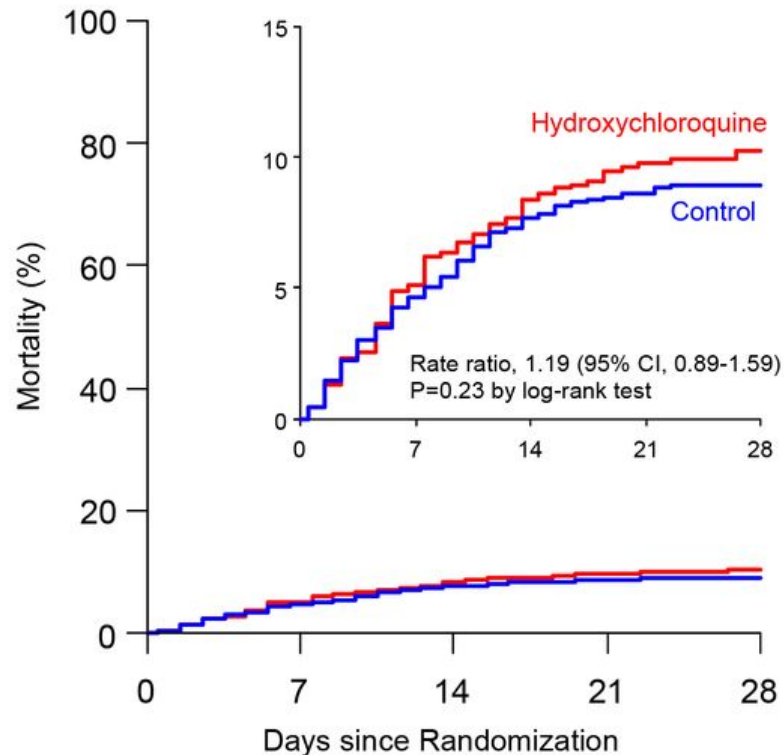 100
80
60
40
20
0
Mortality (%)
15
10
5
0
Hydroxychloroquine
Control
Rate ratio, 1.19 (95% CI, 0.89-1.59)
P=0.23 by log-rank test
0 7 14 21 28
0 7 14 21 28
Days since Randomization